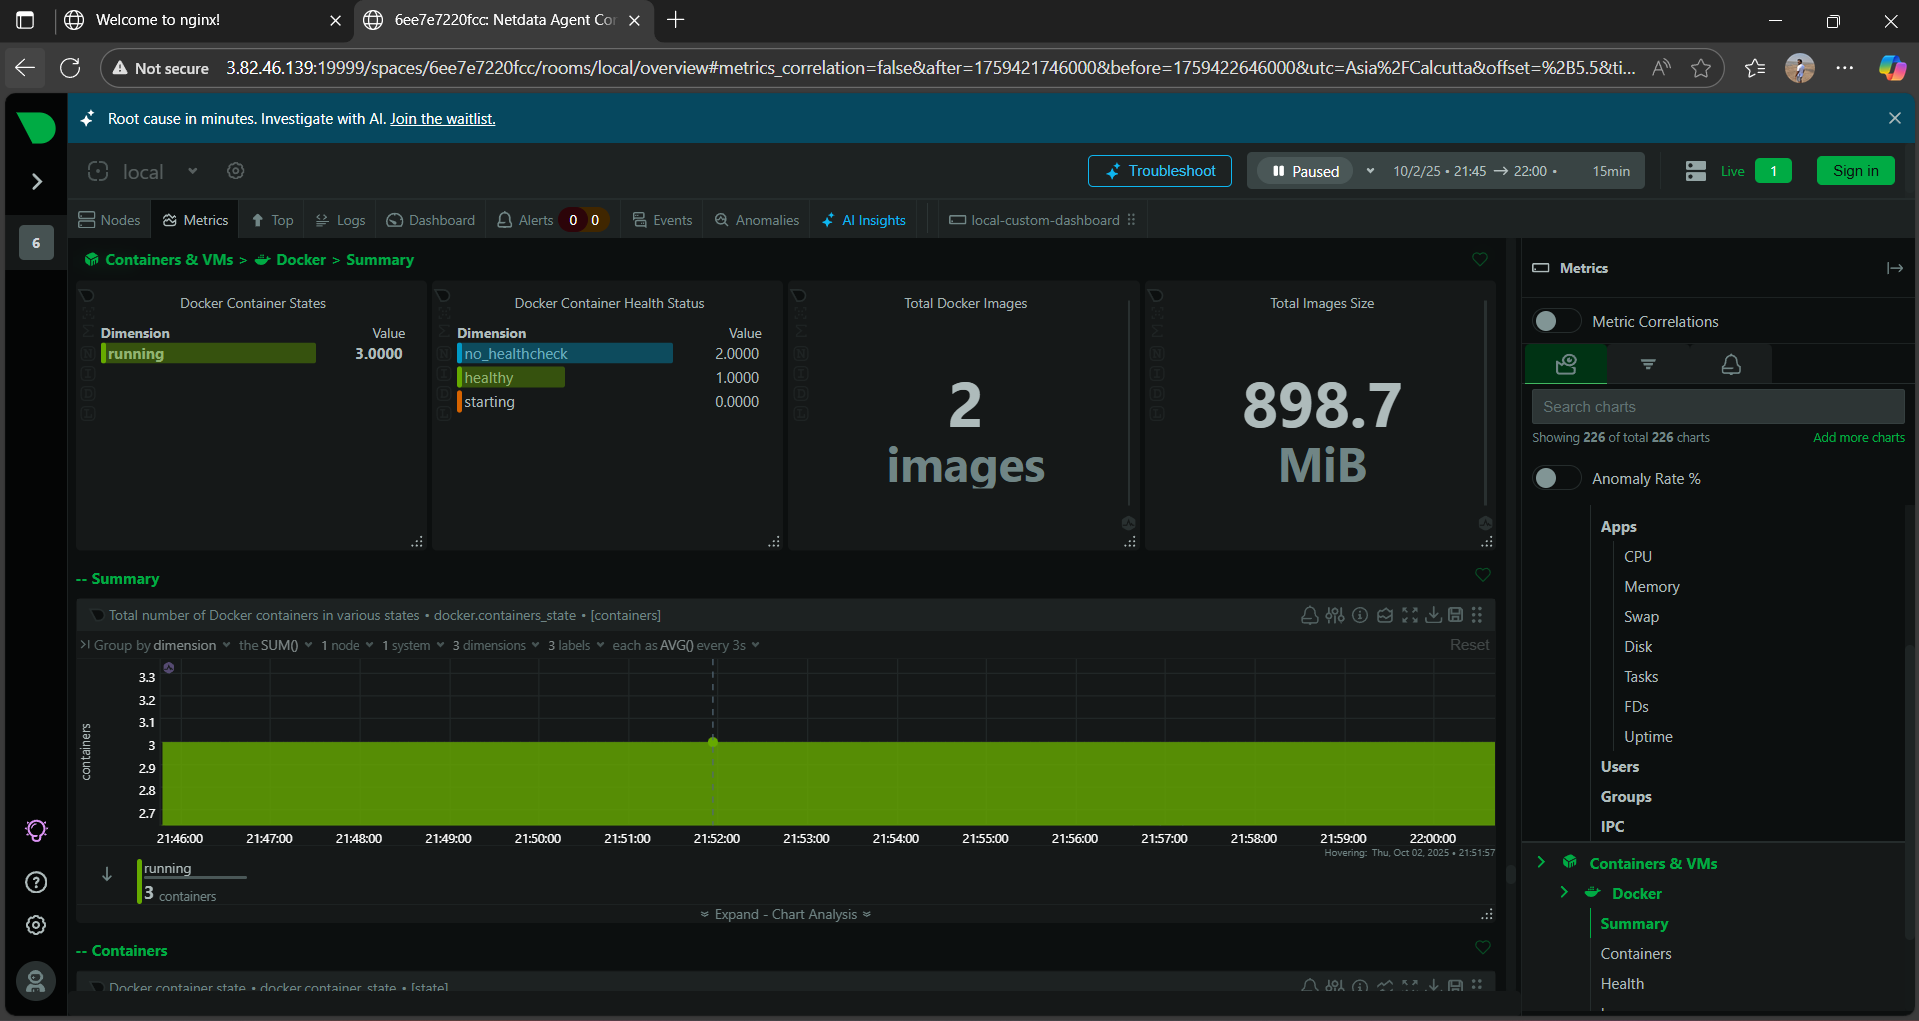 Welcome to nginx!
6ee7e7220fcc: Netdata Agent Con
Not secure 3.82.46.139:19999/spaces/6ee7e7220fcc/rooms/local/overview#metrics_correlation=false&after=1759421746000&before=1759422646000&utc=Asia%2FCalcutta&offset=%2B5.5&ti...
Root cause in minutes. Investigate with AI. Join the waitlist.
local
Troubleshoot
Paused
10/2/25 • 21:45 → 22:00 •
15min
Live
1
Sign in
6
Nodes
Metrics
Top
Logs
Dashboard
Alerts 0 0
Events
Anomalies
AI Insights
local-custom-dashboard
Containers & VMs > Docker > Summary
Docker Container States
Dimension Value
running 3.0000
Docker Container Health Status
Dimension Value
no_healthcheck 2.0000
healthy 1.0000
starting 0.0000
Total Docker Images
2
images
Total Images Size
898.7
MiB
-- Summary
Total number of Docker containers in various states • docker.containers_state • [containers]
Group by dimension the SUM() 1 node 1 system 3 dimensions 3 labels each as AVG() every 3s
Reset
containers
3.3
3.2
3.1
3
2.9
2.8
2.7
21:46:00 21:47:00 21:48:00 21:49:00 21:50:00 21:51:00 21:52:00 21:53:00 21:54:00 21:55:00 21:56:00 21:57:00 21:58:00 21:59:00 22:00:00
Hovering: Thu, Oct 02, 2025 • 21:51:57
running
3 containers
Expand - Chart Analysis
-- Containers
Docker container state • docker.container_state • [state]
Metrics
Metric Correlations
Search charts
Showing 226 of total 226 charts
Add more charts
Anomaly Rate %
Apps
CPU
Memory
Swap
Disk
Tasks
FDs
Uptime
Users
Groups
IPC
Containers & VMs
Docker
Summary
Containers
Health